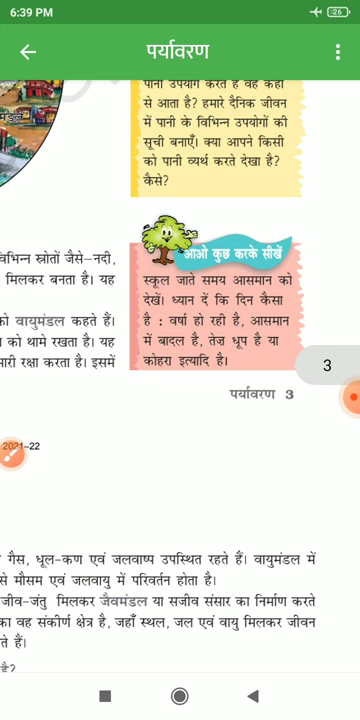 6:39 PM
26
पर्यावरण
मंडल
पानी उपयोग करते हैं वह कहाँ
से आता है? हमारे दैनिक जीवन
में पानी के विभिन्न उपयोगों की
सूची बनाएँ। क्या आपने किसी
को पानी व्यर्थ करते देखा है?
कैसे?
आओ कुछ करके सीखें
स्कूल जाते समय आसमान को
देखें। ध्यान दें कि दिन कैसा
है : वर्षा हो रही है, आसमान
में बादल है, तेज़ धूप है या
कोहरा इत्यादि है।
विभिन्न स्रोतों जैसे–नदी,
मिलकर बनता है। यह
को वायुमंडल कहते हैं।
को थामे रखता है। यह
मारी रक्षा करता है। इसमें
3
पर्यावरण 3
2021–22
गैस, धूल-कण एवं जलवाष्प उपस्थित रहते हैं। वायुमंडल में
से मौसम एवं जलवायु में परिवर्तन होता है।
जीव-जंतु मिलकर जैवमंडल या सजीव संसार का निर्माण करते
का वह संकीर्ण क्षेत्र है, जहाँ स्थल, जल एवं वायु मिलकर जीवन
ते हैं।
है?